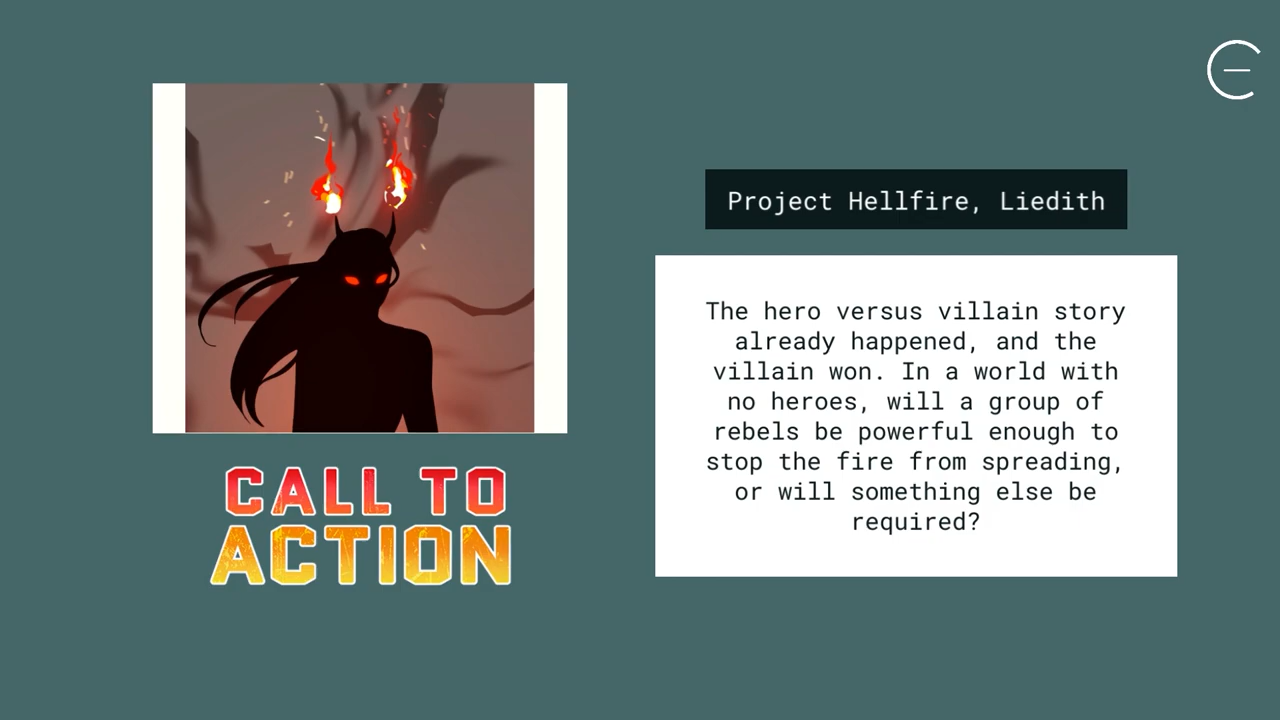 Project Hellfire, Liedith
The hero versus villain story
already happened, and the
villain won. In a world with
no heroes, will a group of
rebels be powerful enough to
stop the fire from spreading,
or will something else be
required?
CALL TO
ACTION